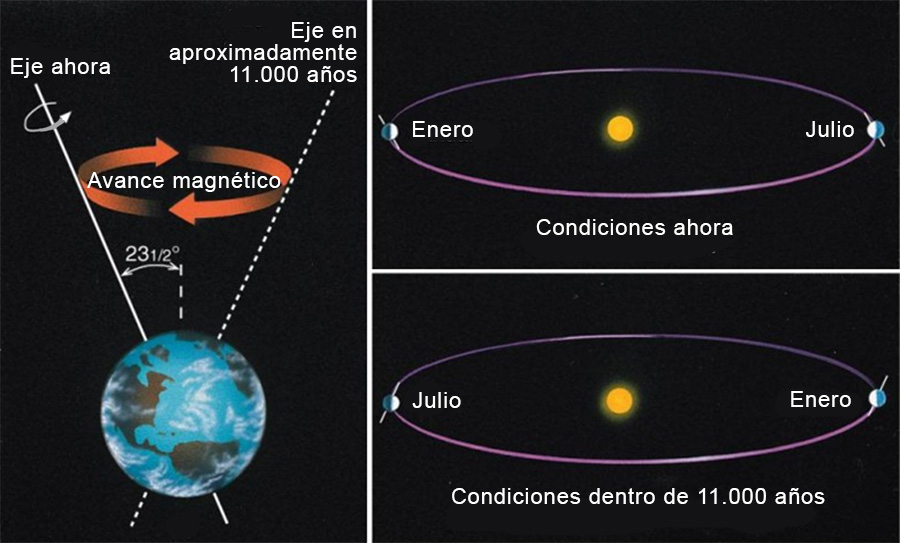 Eje ahora
Eje en
aproximadamente
11.000 años
Avance magnético
23 1/2°
Enero
Julio
Condiciones ahora
Julio
Enero
Condiciones dentro de 11.000 años